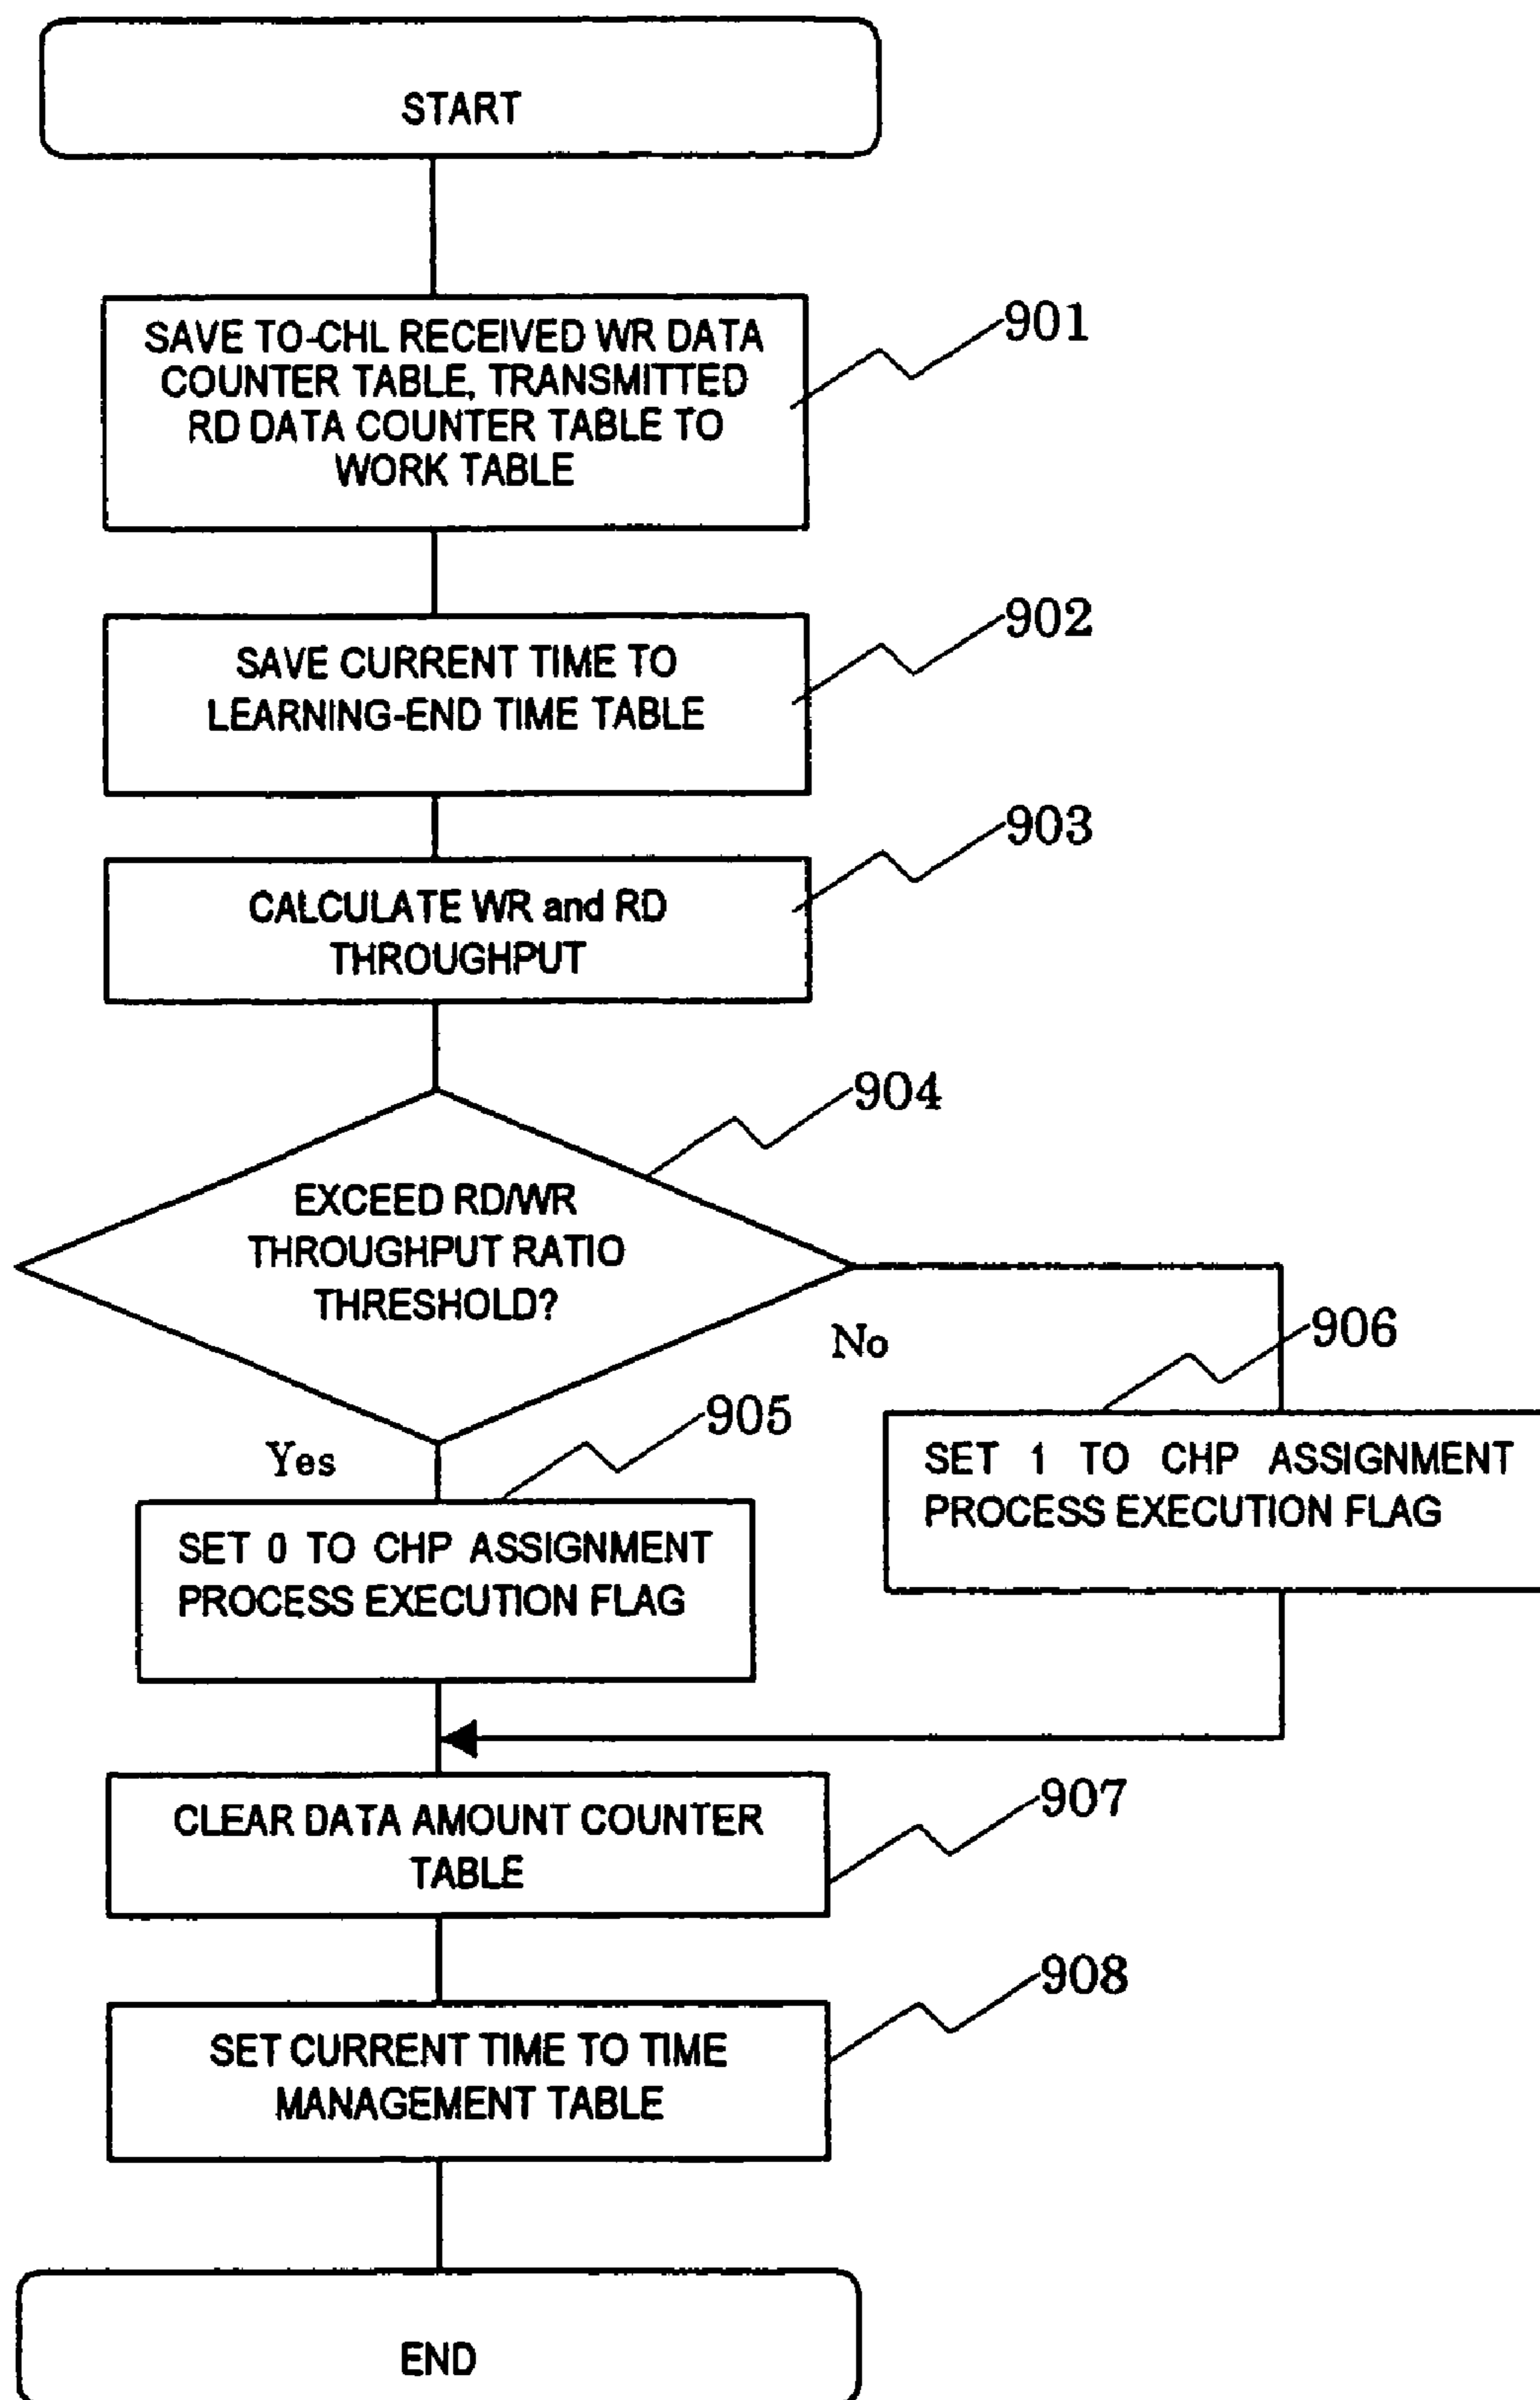 START
SAVE TO-CHL RECEIVED WR DATA
COUNTER TABLE, TRANSMITTED
RD DATA COUNTER TABLE TO
WORK TABLE
901
SAVE CURRENT TIME TO
LEARNING-END TIME TABLE
902
CALCULATE WR and RD
THROUGHPUT
903
EXCEED RD/WR
THROUGHPUT RATIO
THRESHOLD?
904
No
Yes
SET 0 TO CHP ASSIGNMENT
PROCESS EXECUTION FLAG
905
SET 1 TO CHP ASSIGNMENT
PROCESS EXECUTION FLAG
906
CLEAR DATA AMOUNT COUNTER
TABLE
907
SET CURRENT TIME TO TIME
MANAGEMENT TABLE
908
END